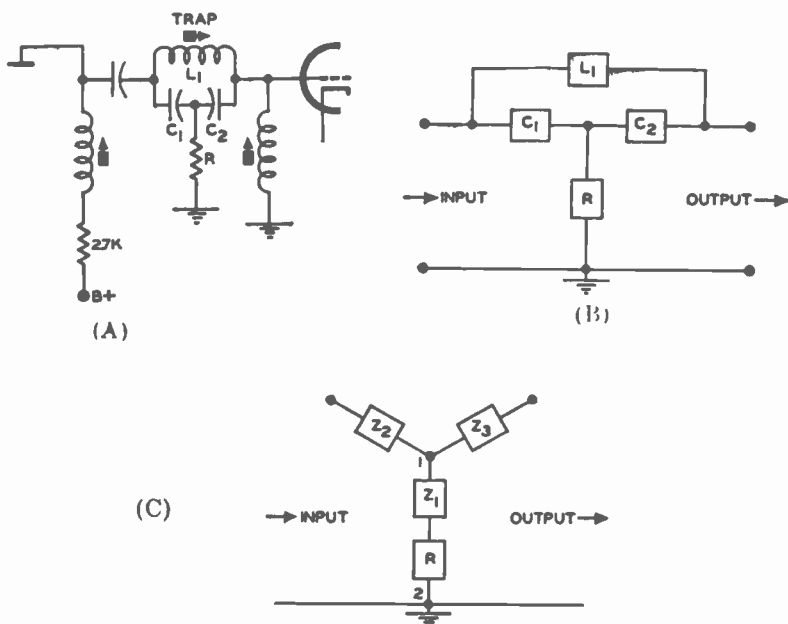 TRAP
L1
C1 C2
R
27K
B+
(A)
L1
C1 C2
R
INPUT OUTPUT
(B)
Z2 Z3
1
Z1
(C) INPUT OUTPUT
R
2